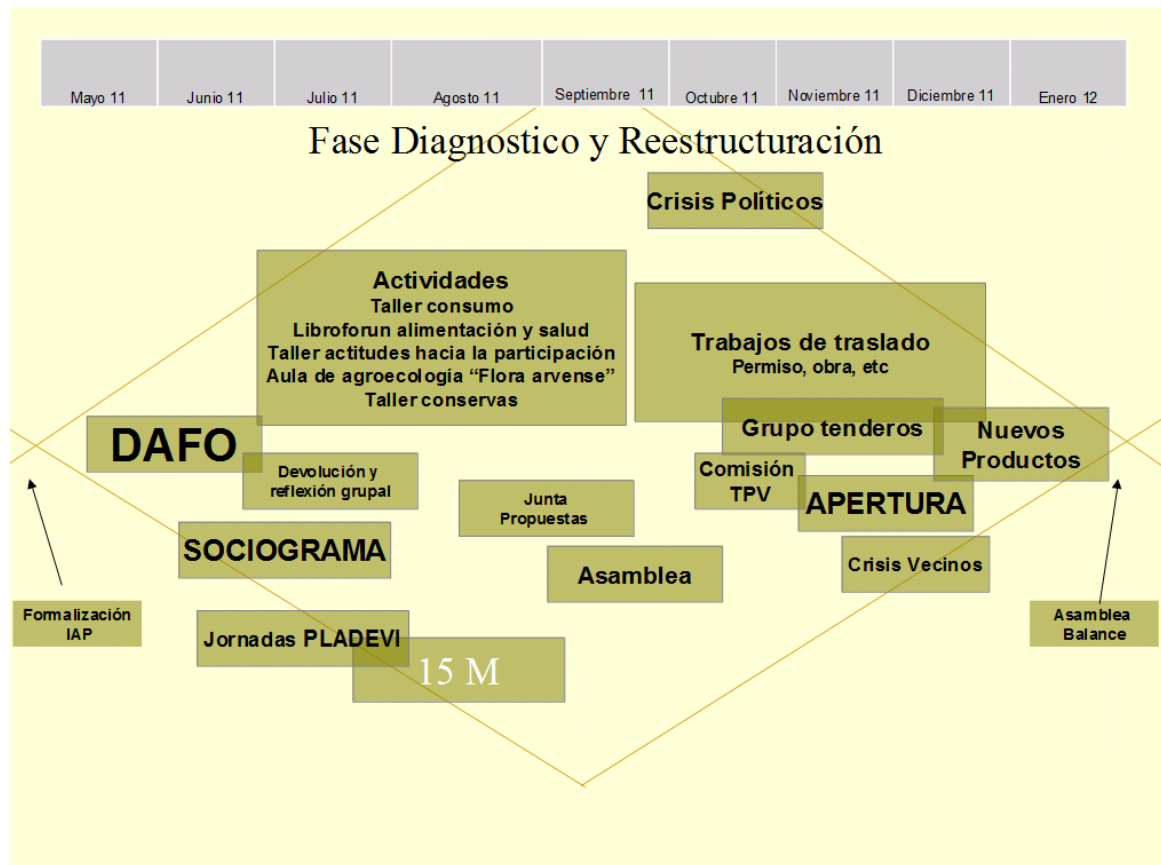 Mayo 11
Junio 11
Julio 11
Agosto 11
Septiembre 11
Octubre 11
Noviembre 11
Diciembre 11
Enero 12
Fase Diagnostico y Reestructuración
Crisis Políticos
Actividades
Taller consumo
Libroforun alimentación y salud
Taller actitudes hacia la participación
Aula de agroecología “Flora arvense”
Taller conservas
Trabajos de traslado
Permiso, obra, etc
DAFO
Devolución y
reflexión grupal
Grupo tenderos
Nuevos
Productos
Comisión
TPV
APERTURA
Junta
Propuestas
SOCIOGRAMA
Asamblea
Crisis Vecinos
Formalización
IAP
Asamblea
Balance
Jornadas PLADEVI
15 M